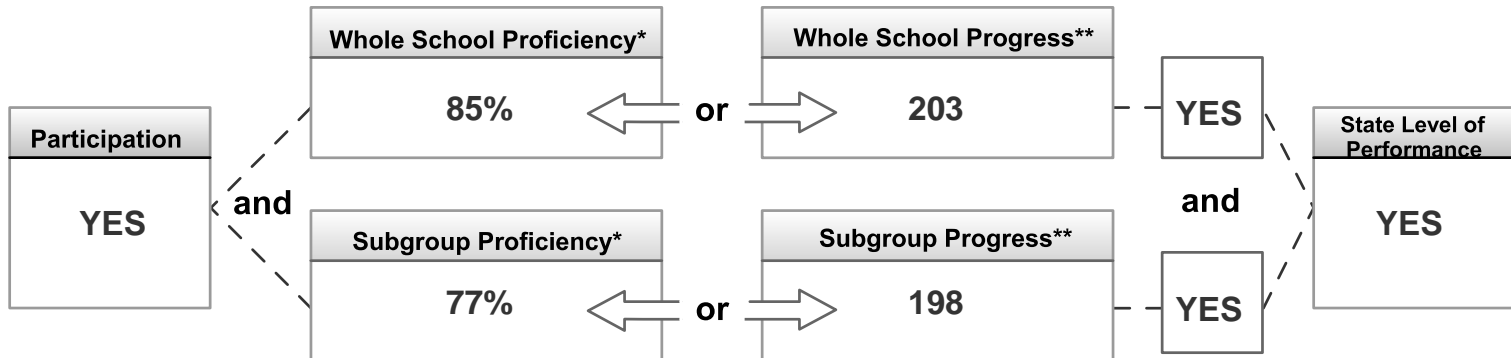 Whole School Proficiency*
85%
or
Whole School Progress**
203
YES
Participation
YES
and
and
State Level of
Performance
YES
Subgroup Proficiency*
77%
or
Subgroup Progress**
198
YES